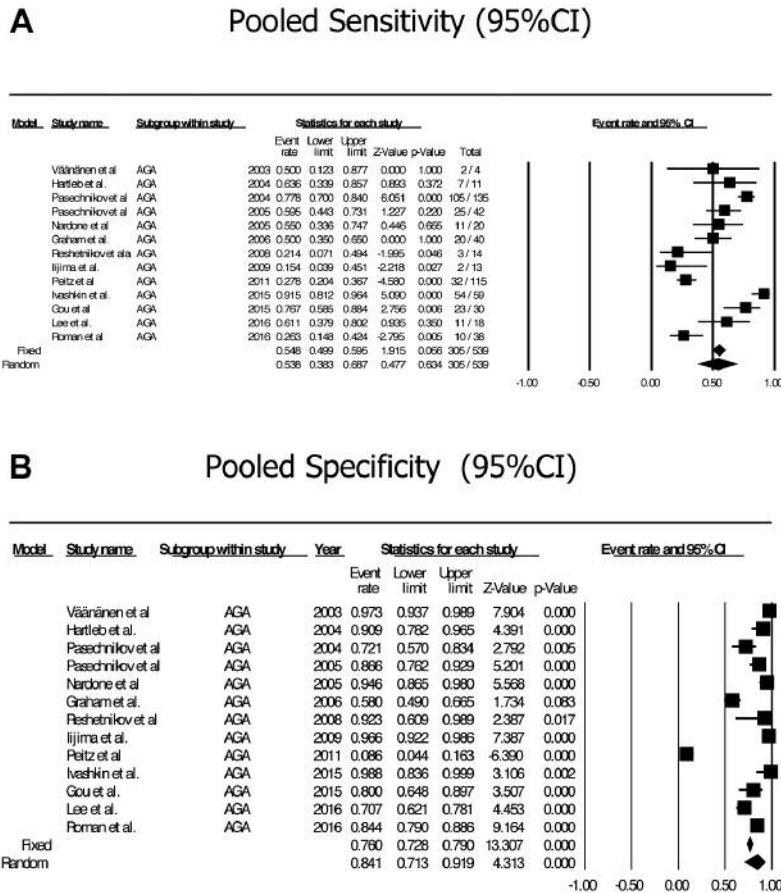 A
Pooled Sensitivity (95%CI)
Model Study name Subgroup within study Statistics for each study Event rate and 95% CI
Event Lower Upper
rate limit limit Z-Value p-Value Total
Väänänen et al AGA 2003 0.500 0.123 0.877 0.000 1.000 2 / 4
Hartleb et al. AGA 2004 0.636 0.339 0.857 0.893 0.372 7 / 11
Pasechnikov et al AGA 2004 0.778 0.700 0.840 6.051 0.000 105 / 135
Pasechnikov et al AGA 2005 0.595 0.443 0.731 1.227 0.220 25 / 42
Nardone et al AGA 2005 0.550 0.336 0.747 0.446 0.655 11 / 20
Graham et al. AGA 2006 0.500 0.350 0.650 0.000 1.000 20 / 40
Reshetnikov et ala AGA 2008 0.214 0.071 0.494 -1.995 0.046 3 / 14
Iijima et al. AGA 2009 0.154 0.039 0.451 -2.218 0.027 2 / 13
Peitz et al AGA 2011 0.278 0.204 0.367 -4.580 0.000 32 / 115
Ivashkin et al. AGA 2015 0.915 0.812 0.964 5.090 0.000 54 / 59
Gou et al AGA 2015 0.767 0.585 0.884 2.756 0.006 23 / 30
Lee et al. AGA 2016 0.611 0.379 0.802 0.935 0.350 11 / 18
Roman et al AGA 2016 0.263 0.148 0.424 -2.795 0.005 10 / 38
Fixed 0.548 0.499 0.595 1.915 0.056 305 / 539
Random 0.538 0.383 0.687 0.477 0.634 305 / 539
-1.00 -0.50 0.00 0.50 1.00
B
Pooled Specificity (95%CI)
Model Study name Subgroup within study Year Statistics for each study Event rate and 95% CI
Event Lower Upper
rate limit limit Z-Value p-Value
Väänänen et al AGA 2003 0.973 0.937 0.989 7.904 0.000
Hartleb et al. AGA 2004 0.909 0.782 0.965 4.391 0.000
Pasechnikov et al AGA 2004 0.721 0.570 0.834 2.792 0.005
Pasechnikov et al AGA 2005 0.866 0.762 0.929 5.201 0.000
Nardone et al AGA 2005 0.946 0.865 0.980 5.568 0.000
Graham et al. AGA 2006 0.580 0.490 0.665 1.734 0.083
Reshetnikov et al AGA 2008 0.923 0.609 0.989 2.387 0.017
Iijima et al. AGA 2009 0.966 0.922 0.986 7.387 0.000
Peitz et al AGA 2011 0.086 0.044 0.163 -6.390 0.000
Ivashkin et al. AGA 2015 0.988 0.836 0.999 3.106 0.002
Gou et al. AGA 2015 0.800 0.648 0.897 3.507 0.000
Lee et al. AGA 2016 0.707 0.621 0.781 4.453 0.000
Roman et al. AGA 2016 0.844 0.790 0.886 9.164 0.000
Fixed 0.760 0.728 0.790 13.307 0.000
Random 0.841 0.713 0.919 4.313 0.000
-1.00 -0.50 0.00 0.50 1.00